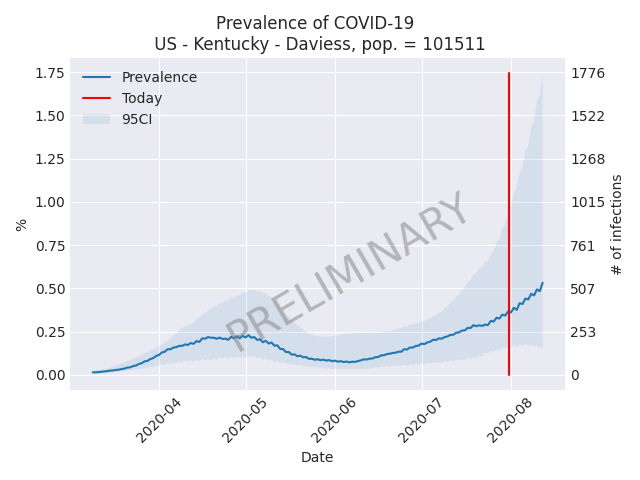 Prevalence of COVID-19
US - Kentucky - Daviess, pop. = 101511
1.75
1.50
1.25
1.00
0.75
0.50
0.25
0.00
%
Prevalence
Today
95CI
PRELIMINARY
1776
1522
1268
1015
761
507
253
0
# of infections
2020-04
2020-05
2020-06
2020-07
2020-08
Date